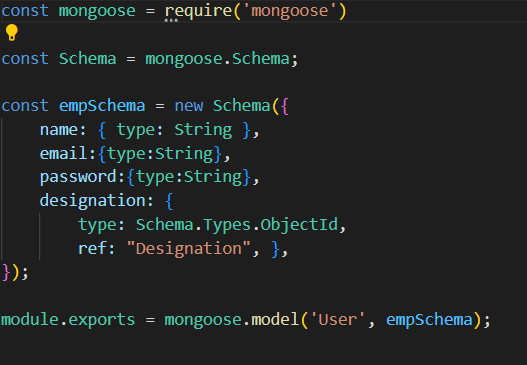 const mongoose = require('mongoose')
const Schema = mongoose.Schema;
const empSchema = new Schema({
    name: { type: String },
    email:{type:String},
    password:{type:String},
    designation: {
        type: Schema.Types.ObjectId,
        ref: "Designation", },
});
module.exports = mongoose.model('User', empSchema);